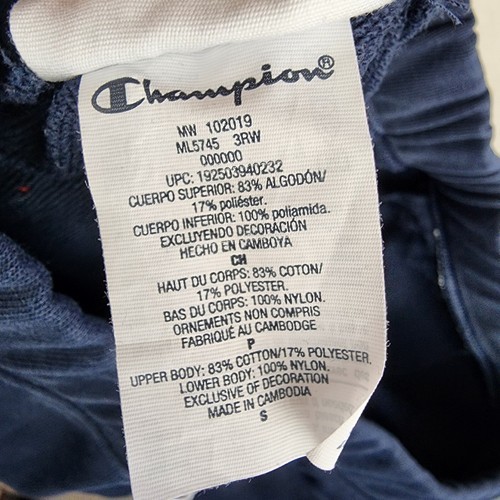 Champion®
MW 102019
ML5745 3RW
000000
UPC: 192503940232
CUERPO SUPERIOR: 83% ALGODÓN/
17% poliéster.
CUERPO INFERIOR: 100% poliamida.
EXCLUYENDO DECORACIÓN
HECHO EN CAMBOYA
CH
HAUT DU CORPS: 83% COTON/
17% POLYESTER.
BAS DU CORPS: 100% NYLON.
ORNEMENTS NON COMPRIS
FABRIQUÉ AU CAMBODGE
P
UPPER BODY: 83% COTTON/17% POLYESTER.
LOWER BODY: 100% NYLON.
EXCLUSIVE OF DECORATION
MADE IN CAMBODIA
S